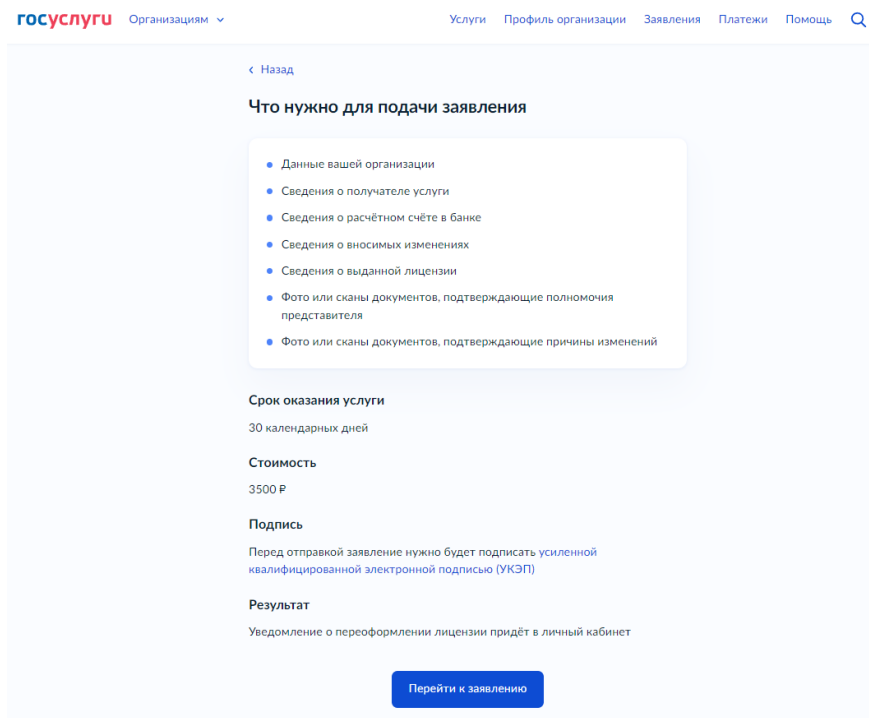 госуслуги Организациям Услуги Профиль организации Заявления Платежи Помощь
Назад
Что нужно для подачи заявления
Данные вашей организации
Сведения о получателе услуги
Сведения о расчётном счёте в банке
Сведения о вносимых изменениях
Сведения о выданной лицензии
Фото или сканы документов, подтверждающие полномочия
представителя
Фото или сканы документов, подтверждающие причины изменений
Срок оказания услуги
30 календарных дней
Стоимость
3500 ₽
Подпись
Перед отправкой заявление нужно будет подписать усиленной
квалифицированной электронной подписью (УКЭП)
Результат
Уведомление о переоформлении лицензии придёт в личный кабинет
Перейти к заявлению